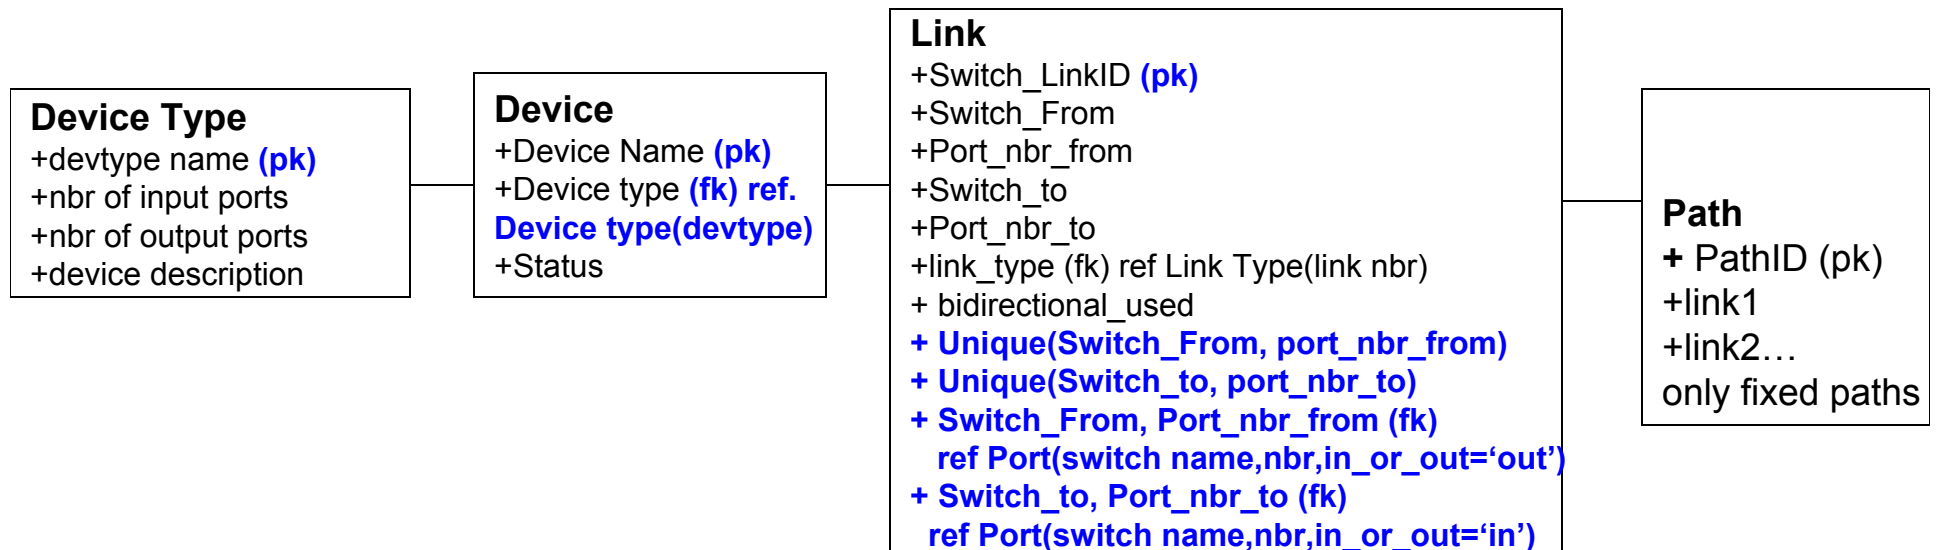 Device Type
+devtype name (pk)
+nbr of input ports
+nbr of output ports
+device description
Device
+Device Name (pk)
+Device type (fk) ref.
Device type(devtype)
+Status
Link
+Switch_LinkID (pk)
+Switch_From
+Port_nbr_from
+Switch_to
+Port_nbr_to
+link_type (fk) ref Link Type(link nbr)
+ bidirectional_used
+ Unique(Switch_From, port_nbr_from)
+ Unique(Switch_to, port_nbr_to)
+ Switch_From, Port_nbr_from (fk)
ref Port(switch name,nbr,in_or_out=‘out’)
+ Switch_to, Port_nbr_to (fk)
ref Port(switch name,nbr,in_or_out=‘in’)
Path
+ PathID (pk)
+link1
+link2…
only fixed paths